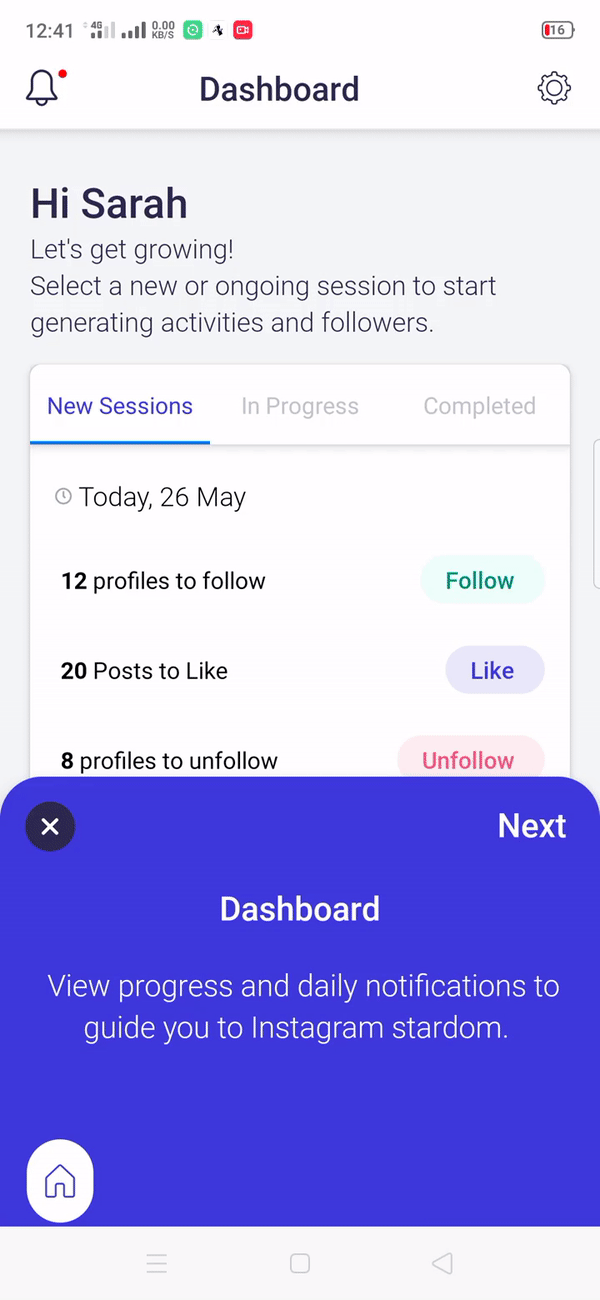 12:41 4G 0.00 KB/S 16
Dashboard
Hi Sarah
Let's get growing!
Select a new or ongoing session to start
generating activities and followers.
New Sessions In Progress Completed
Today, 26 May
12 profiles to follow Follow
20 Posts to Like Like
8 profiles to unfollow Unfollow
Next
Dashboard
View progress and daily notifications to
guide you to Instagram stardom.